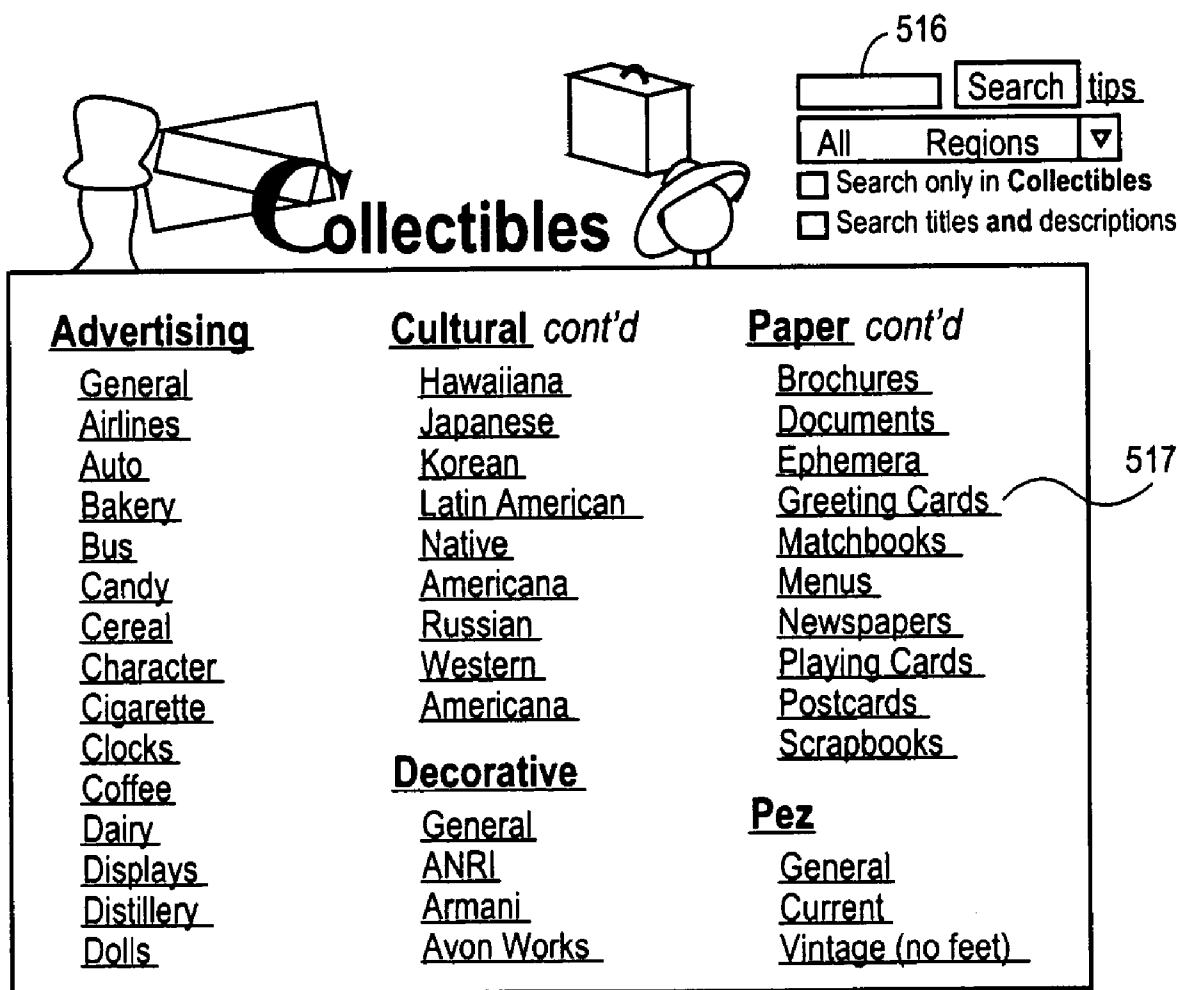 516
Search tips
All Regions
Search only in Collectibles
Search titles and descriptions
Collectibles
Advertising
General
Airlines
Auto
Bakery
Bus
Candy
Cereal
Character
Cigarette
Clocks
Coffee
Dairy
Displays
Distillery
Dolls
Cultural cont'd
Hawaiiana
Japanese
Korean
Latin American
Native
Americana
Russian
Western
Americana
Decorative
General
ANRI
Armani
Avon Works
Paper cont'd
Brochures
Documents
Ephemera
Greeting Cards
517
Matchbooks
Menus
Newspapers
Playing Cards
Postcards
Scrapbooks
Pez
General
Current
Vintage (no feet)